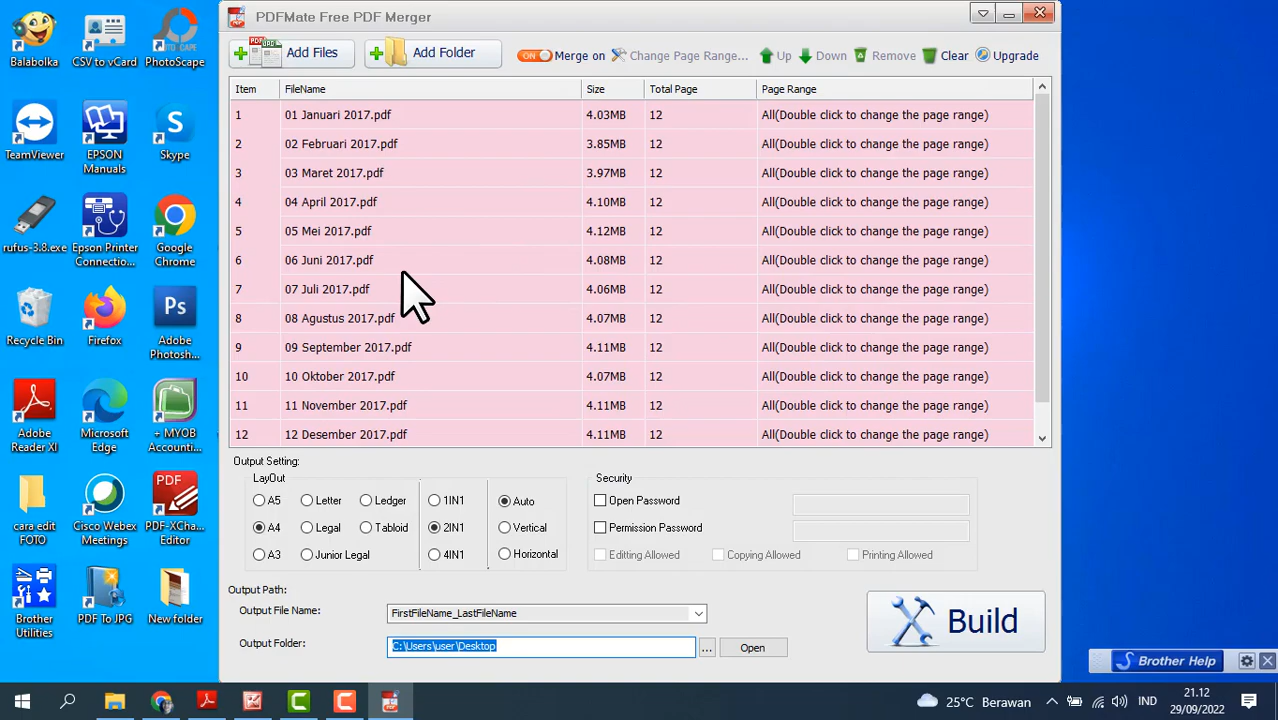 PDFMate Free PDF Merger
Add Files
Add Folder
ON Merge on
Change Page Range...
Up
Down
Remove
Clear
Upgrade
Item FileName Size Total Page Page Range
1 01 Januari 2017.pdf 4.03MB 12 All(Double click to change the page range)
2 02 Februari 2017.pdf 3.85MB 12 All(Double click to change the page range)
3 03 Maret 2017.pdf 3.97MB 12 All(Double click to change the page range)
4 04 April 2017.pdf 4.10MB 12 All(Double click to change the page range)
5 05 Mei 2017.pdf 4.12MB 12 All(Double click to change the page range)
6 06 Juni 2017.pdf 4.08MB 12 All(Double click to change the page range)
7 07 Juli 2017.pdf 4.06MB 12 All(Double click to change the page range)
8 08 Agustus 2017.pdf 4.07MB 12 All(Double click to change the page range)
9 09 September 2017.pdf 4.11MB 12 All(Double click to change the page range)
10 10 Oktober 2017.pdf 4.07MB 12 All(Double click to change the page range)
11 11 November 2017.pdf 4.11MB 12 All(Double click to change the page range)
12 12 Desember 2017.pdf 4.11MB 12 All(Double click to change the page range)
Output Setting:
LayOut
A5 Letter Ledger 1IN1 Auto
A4 Legal Tabloid 2IN1 Vertical
A3 Junior Legal 4IN1 Horizontal
Security
Open Password
Permission Password
Editing Allowed Copying Allowed Printing Allowed
Output Path:
Output File Name: FirstFileName_LastFileName
Output Folder: C:\Users\user\Desktop ... Open
Build
Balabolka
CSV to vCard
PhotoScape
TeamViewer
EPSON
Manuals
Skype
rufus-3.8.exe
Epson Printer
Connectio...
Google
Chrome
Recycle Bin
Firefox
Ps
Adobe
Photosh...
Adobe
Reader XI
Microsoft
Edge
+ MYOB
Accounti...
cara edit
FOTO
Cisco Webex
Meetings
PDF
PDF-XCha...
Editor
Brother
Utilities
PDF To JPG
New folder
Brother Help
25°C Berawan
IND
21.12
29/09/2022